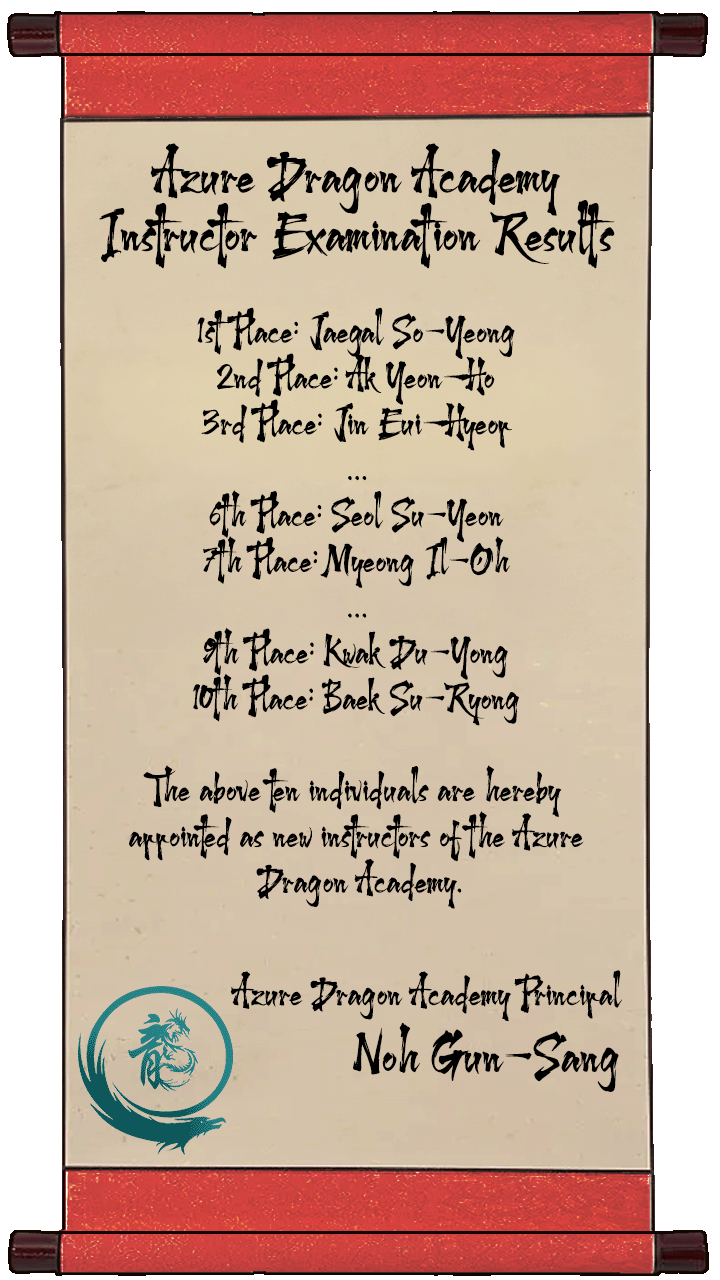 Azure Dragon Academy
Instructor Examination Results
1st Place: Jaegal So-Yeong
2nd Place: Ak Yeon-Ho
3rd Place: Jin Eui-Hyeop
...
6th Place: Seol Su-Yeon
7th Place: Myeong Il-Oh
...
9th Place: Kwak Du-Yong
10th Place: Baek Su-Ryong
The above ten individuals are hereby
appointed as new instructors of the Azure
Dragon Academy.
Azure Dragon Academy Principal
Noh Gun-Sang
龍